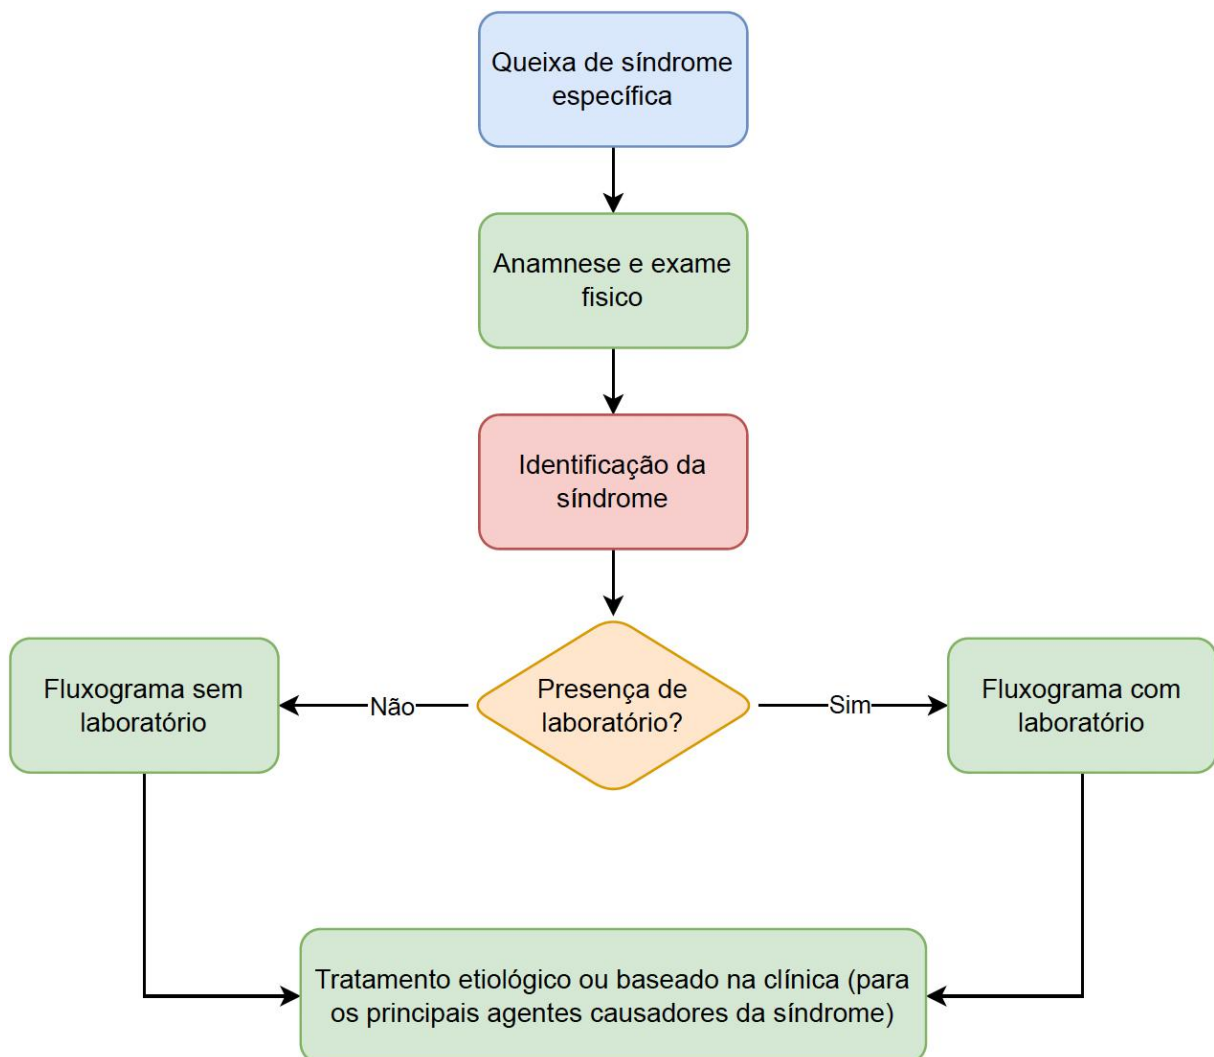 Queixa de síndrome
específica
Anamnese e exame
fisico
Identificação da
síndrome
Fluxograma sem
laboratório
Não
Presença de
laboratório?
Sim
Fluxograma com
laboratório
Tratamento etiológico ou baseado na clínica (para
os principais agentes causadores da síndrome)